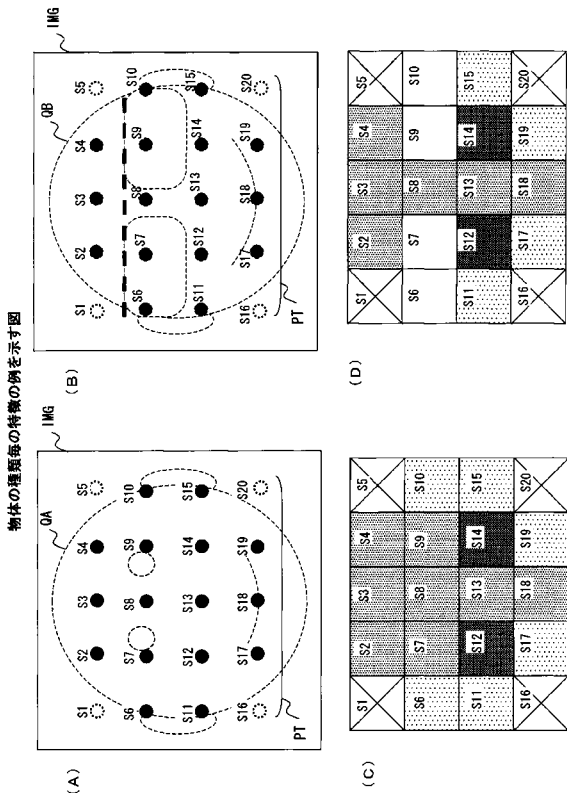 物体の種類毎の特徴の例を示す図
(A)
IMG
QA
S1 S2 S3 S4 S5
S6 S7 S8 S9 S10
S11 S12 S13 S14 S15
S16 S17 S18 S19 S20
PT
(B)
IMG
QB
S1 S2 S3 S4 S5
S6 S7 S8 S9 S10
S11 S12 S13 S14 S15
S16 S17 S18 S19 S20
PT
(C)
S1 S2 S3 S4 S5
S6 S7 S8 S9 S10
S11 S12 S13 S14 S15
S16 S17 S18 S19 S20
(D)
S1 S2 S3 S4 S5
S6 S7 S8 S9 S10
S11 S12 S13 S14 S15
S16 S17 S18 S19 S20